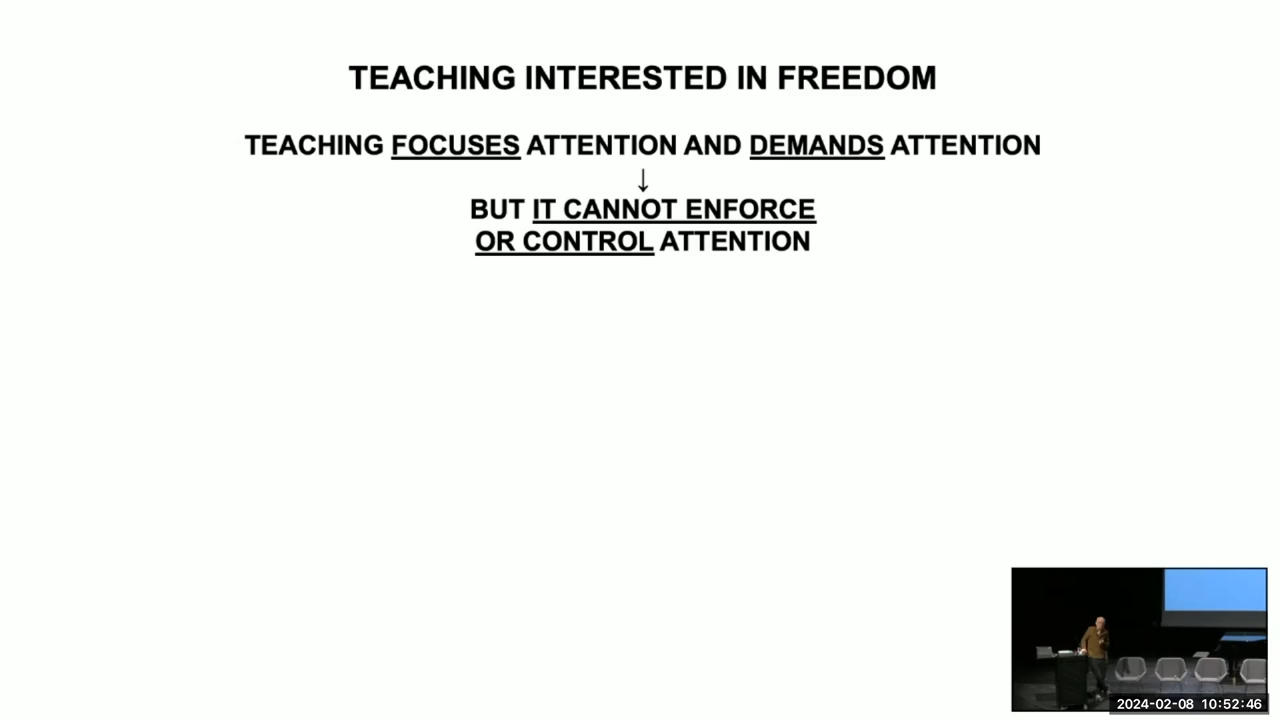 TEACHING INTERESTED IN FREEDOM
TEACHING FOCUSES ATTENTION AND DEMANDS ATTENTION
↓
BUT IT CANNOT ENFORCE
OR CONTROL ATTENTION
2024-02-08 10:52:46